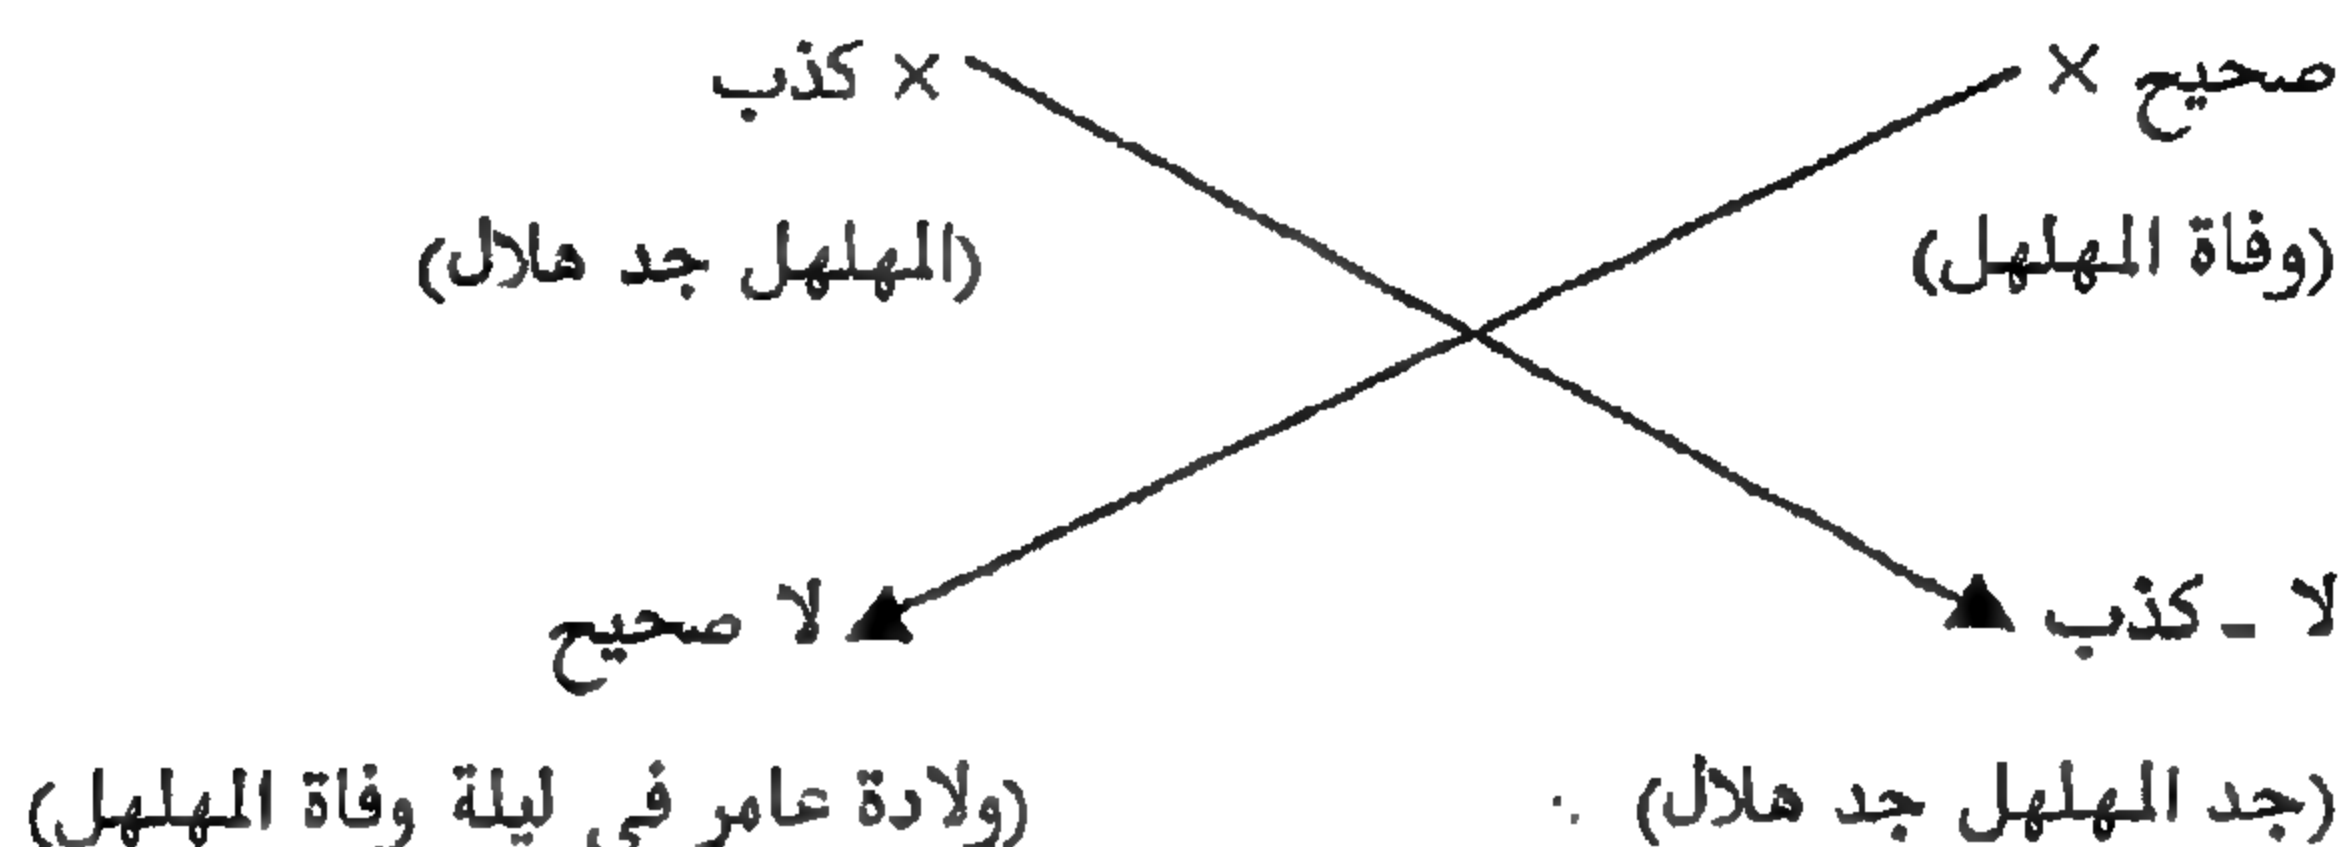 صحيح × × كذب
(وفاة المهلهل) (المهلهل جد هلال)
لا ـ كذب لا صحيح
(جد المهلهل جد هلال) (ولادة عامر في ليلة وفاة المهلهل)